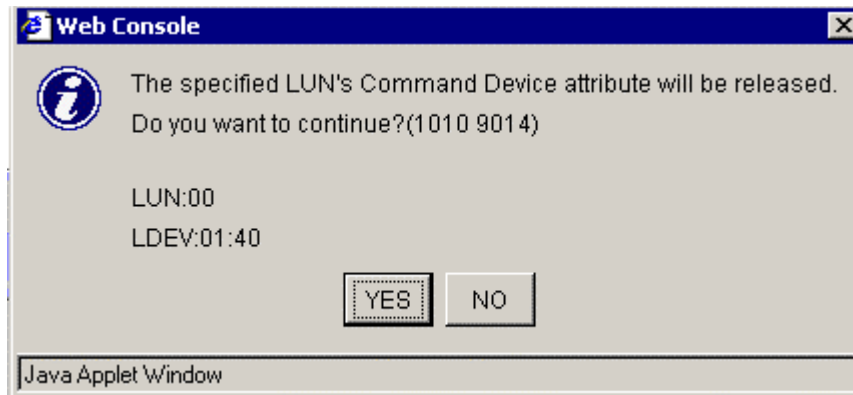 Web Console
The specified LUN's Command Device attribute will be released.
Do you want to continue?(1010 9014)
LUN:00
LDEV:01:40
YES NO
Java Applet Window